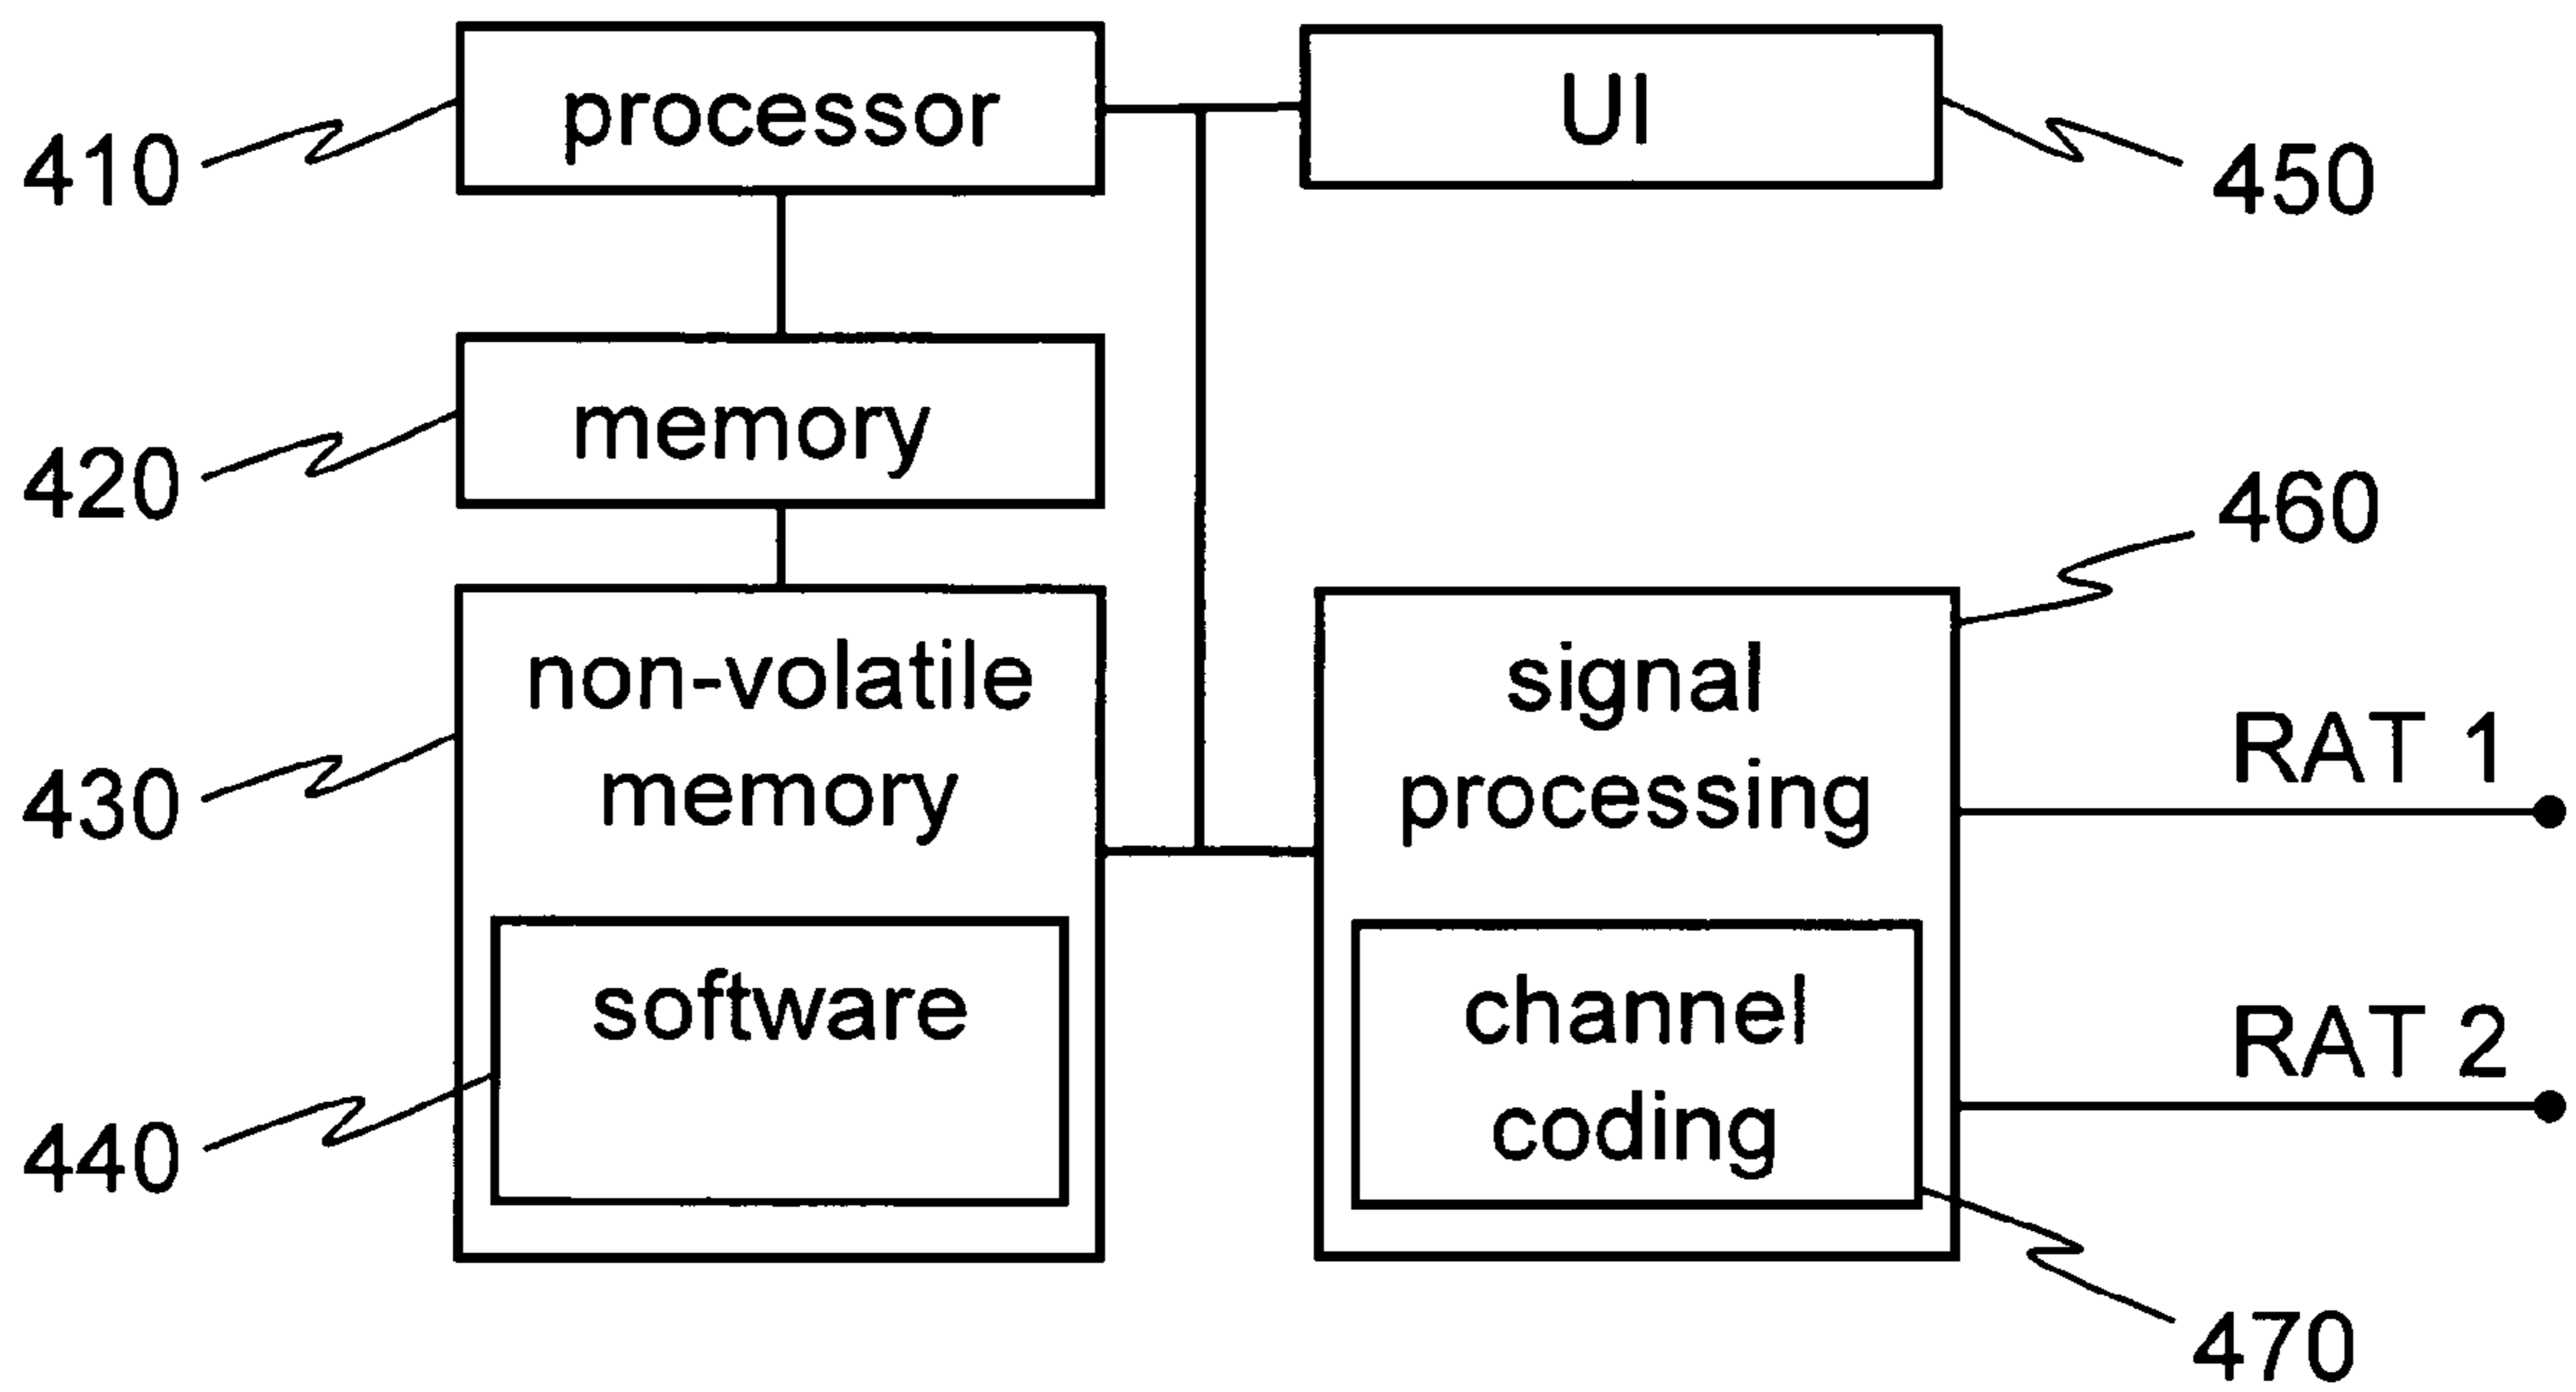 processor
UI
410
450
memory
420
460
non-volatile
memory
signal
processing
RAT 1
430
software
channel
coding
RAT 2
440
470